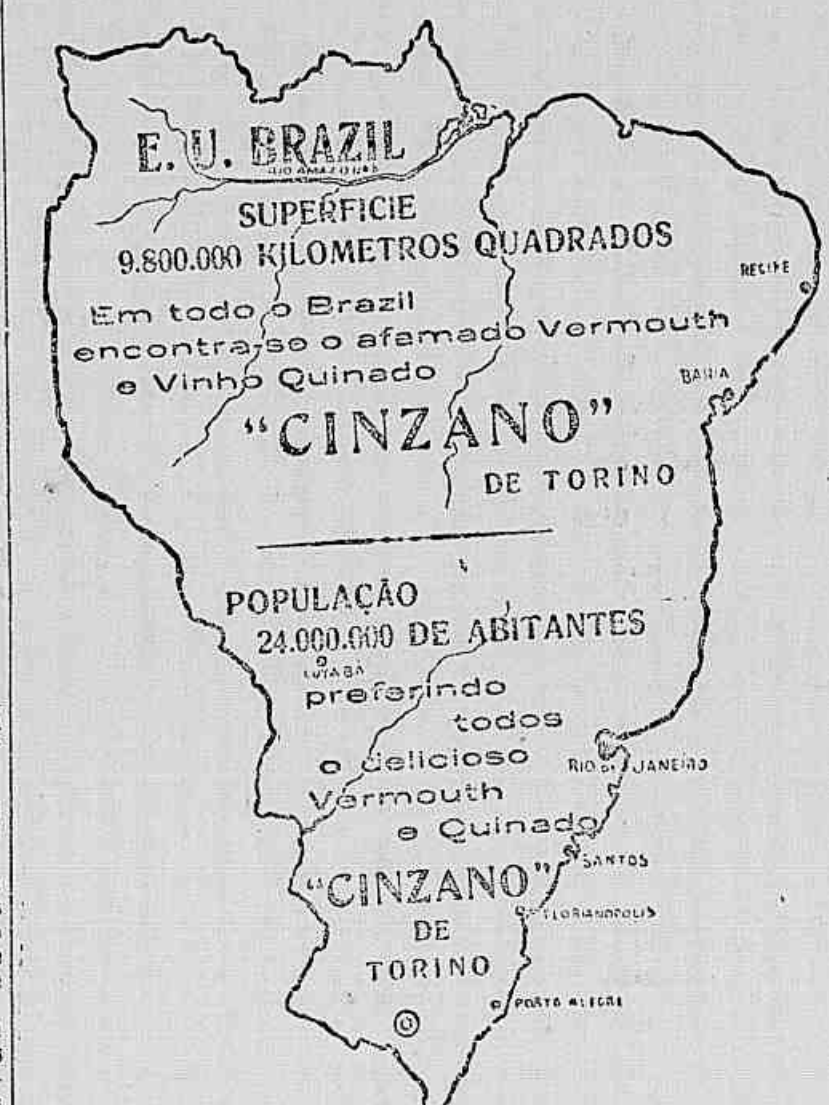 E. U. BRAZIL
RIO AMAZONAS
SUPERFICIE
9.800.000 KILOMETROS QUADRADOS
RECIFE
Em todo o Brazil
encontra-se o afamado Vermouth
e Vinho Quinado
BAHIA
"CINZANO"
DE TORINO
POPULAÇÃO
24.000.000 DE ABITANTES
CUYABÁ
preferindo
todos
o delicioso
RIO DE JANEIRO
Vermouth
e Quinado
SANTOS
"CINZANO"
FLORIANOPOLIS
DE
TORINO
PORTO ALEGRE